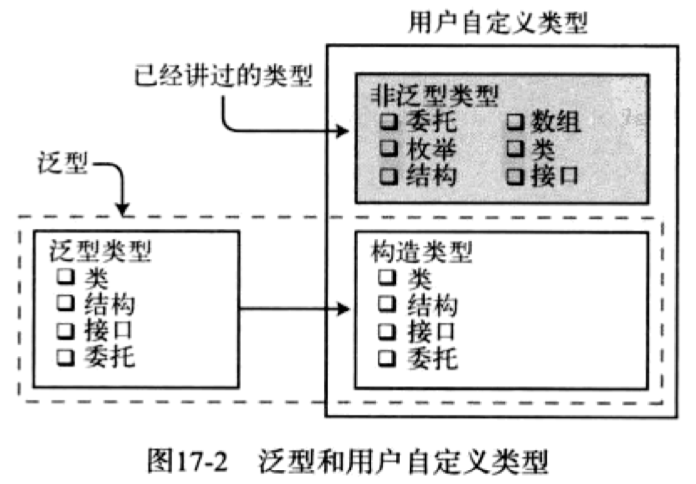 用户自定义类型
已经讲过的类型
非泛型类型
❑ 委托 ❑ 数组
❑ 枚举 ❑ 类
❑ 结构 ❑ 接口
泛型
泛型类型
❑ 类
❑ 结构
❑ 接口
❑ 委托
构造类型
❑ 类
❑ 结构
❑ 接口
❑ 委托
图17-2 泛型和用户自定义类型